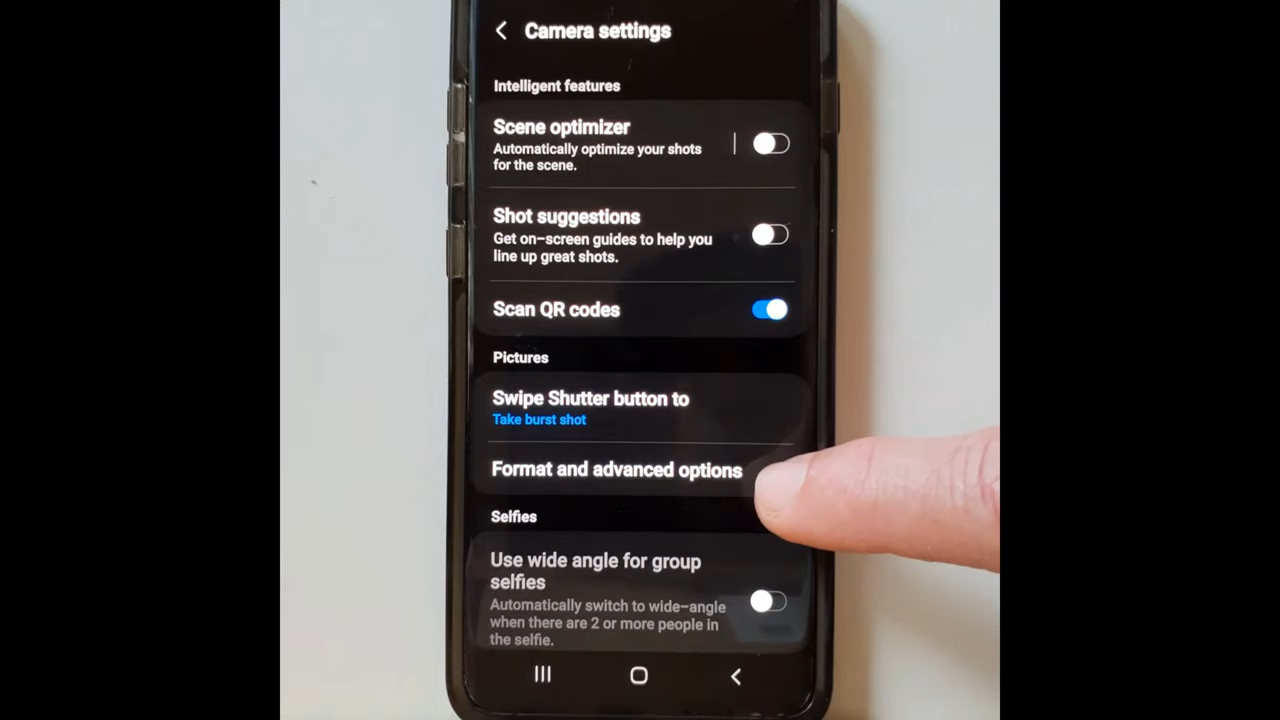 Camera settings
Intelligent features
Scene optimizer
Automatically optimize your shots
for the scene.
Shot suggestions
Get on-screen guides to help you
line up great shots.
Scan QR codes
Pictures
Swipe Shutter button to
Take burst shot
Format and advanced options
Selfies
Use wide angle for group
selfies
Automatically switch to wide-angle
when there are 2 or more people in
the selfie.